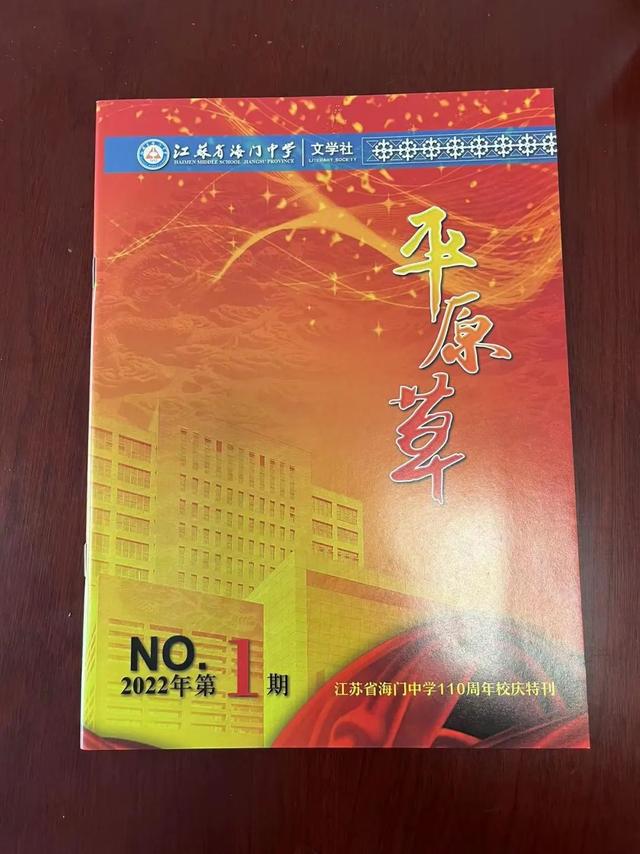 江苏省海门中学
HAIMEN MIDDLE SCHOOL JIANGSU PROVINCE
文学社
LITERARY SOCIETY
平原草
NO.1
2022年第1期
江苏省海门中学110周年校庆特刊